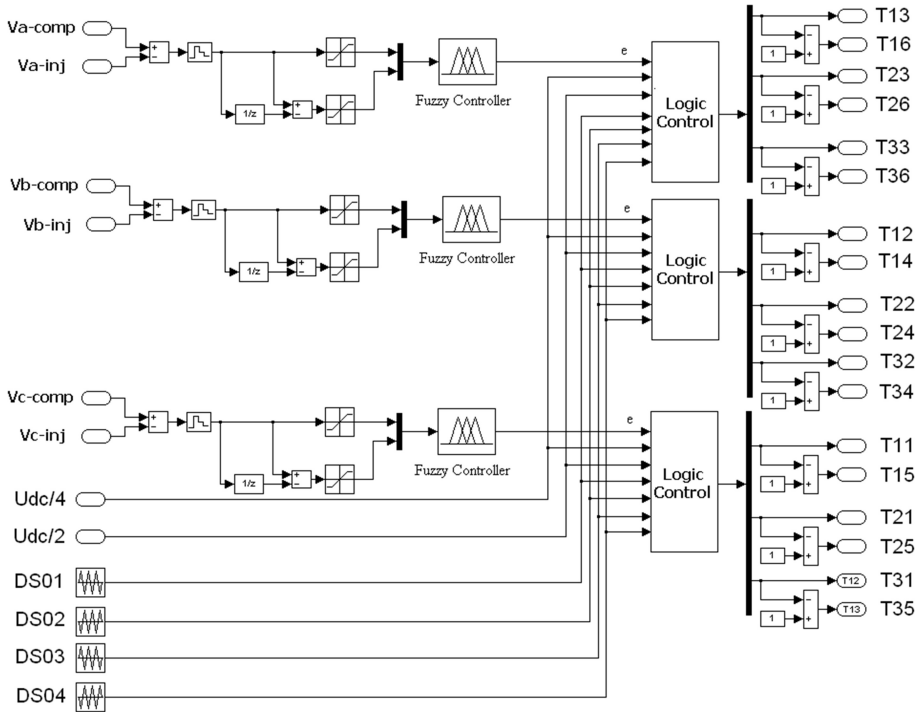 Va-comp
Va-inj
+
−
1/z
+
−
Fuzzy Controller
e
Logic
Control
T13
−
+
1
T16
T23
−
+
1
T26
T33
−
+
1
T36
Vb-comp
Vb-inj
+
−
1/z
+
−
Fuzzy Controller
e
Logic
Control
T12
−
+
1
T14
T22
−
+
1
T24
T32
−
+
1
T34
Vc-comp
Vc-inj
+
−
1/z
+
−
Fuzzy Controller
e
Logic
Control
T11
−
+
1
T15
T21
−
+
1
T25
T12
T31
−
+
1
T13
T35
Udc/4
Udc/2
DS01
DS02
DS03
DS04